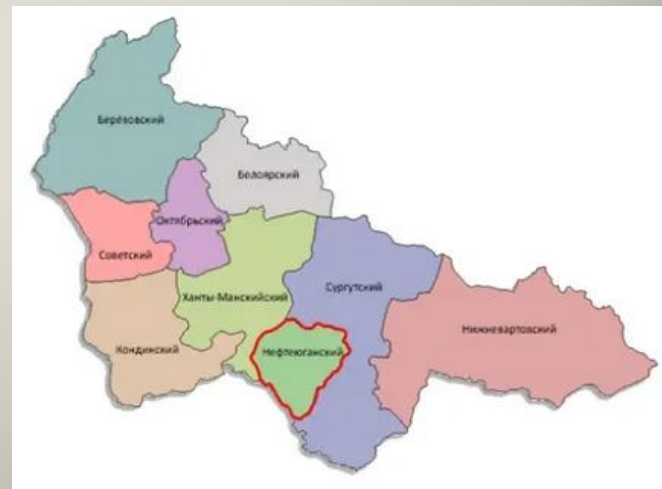 Берёзовский
Белоярский
Октябрьский
Советский
Сургутский
Ханты-Мансийский
Нижневартовский
Кондинский
Нефтеюганский